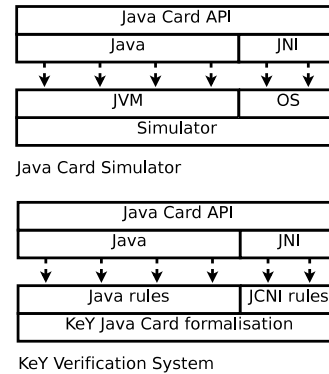 Java Card API
Java JNI
JVM OS
Simulator
Java Card Simulator
Java Card API
Java JNI
Java rules JCNI rules
KeY Java Card formalisation
KeY Verification System